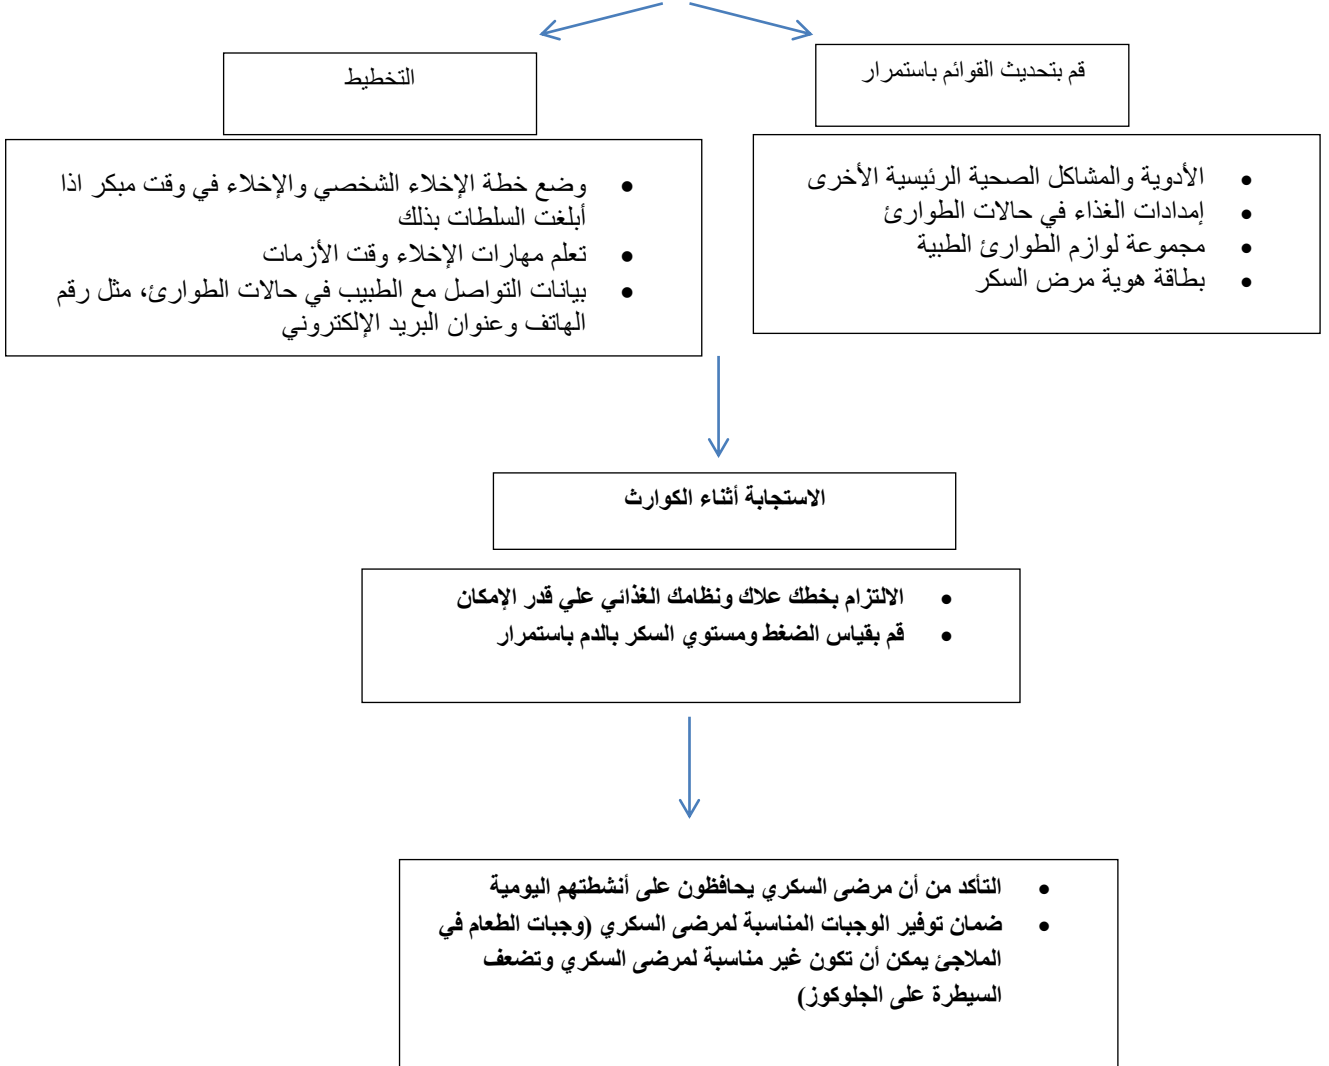 قم بتحديث القوائم باستمرار
• الأدوية والمشاكل الصحية الرئيسية الأخرى
• إمدادات الغذاء في حالات الطوارئ
• مجموعة لوازم الطوارئ الطبية
• بطاقة هوية مرض السكر
التخطيط
• وضع خطة الإخلاء الشخصي والإخلاء في وقت مبكر اذا
أبلغت السلطات بذلك
• تعلم مهارات الإخلاء وقت الأزمات
• بيانات التواصل مع الطبيب في حالات الطوارئ، مثل رقم
الهاتف وعنوان البريد الإلكتروني
الاستجابة أثناء الكوارث
• الالتزام بخطك علاك ونظامك الغذائي علي قدر الإمكان
• قم بقياس الضغط ومستوي السكر بالدم باستمرار
• التأكد من أن مرضى السكري يحافظون على أنشطتهم اليومية
• ضمان توفير الوجبات المناسبة لمرضى السكري (وجبات الطعام في
الملاجئ يمكن أن تكون غير مناسبة لمرضى السكري وتضعف
السيطرة على الجلوكوز)